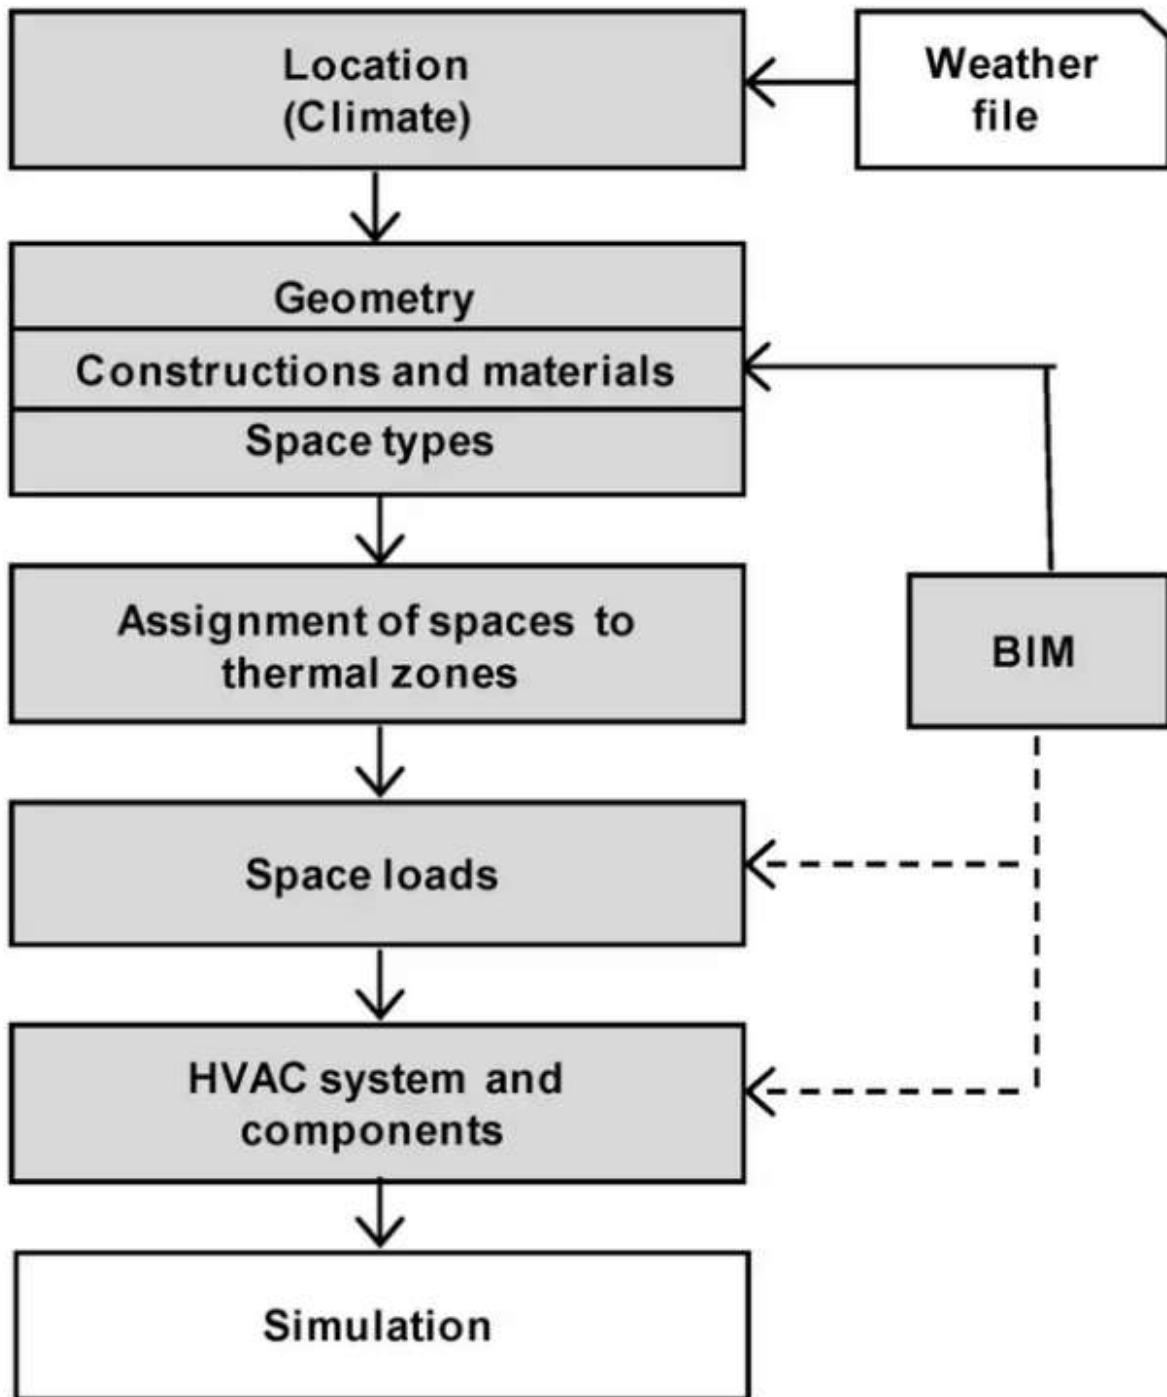 Location
(Climate)
Weather
file
Geometry
Constructions and materials
Space types
Assignment of spaces to
thermal zones
BIM
Space loads
HVAC system and
components
Simulation